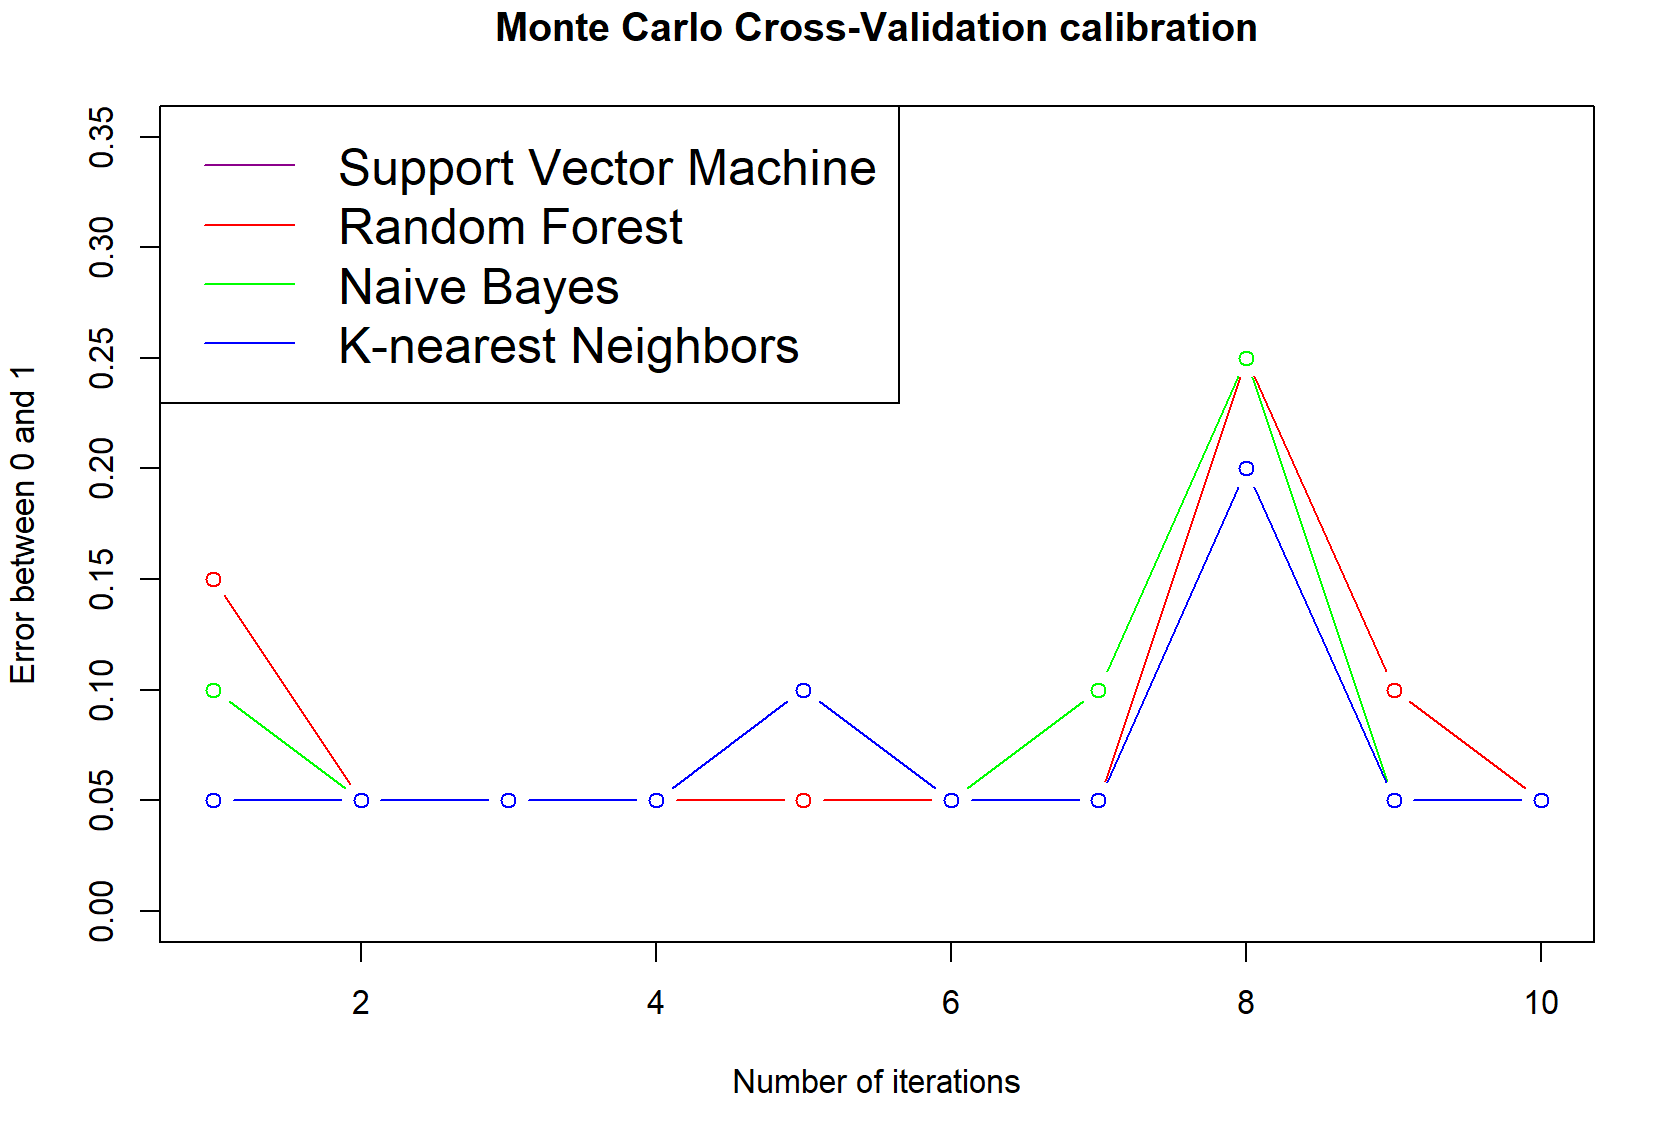 Monte Carlo Cross-Validation calibration
Support Vector Machine
Random Forest
Naive Bayes
K-nearest Neighbors
Error between 0 and 1
0.35
0.30
0.25
0.20
0.15
0.10
0.05
0.00
2 4 6 8 10
Number of iterations